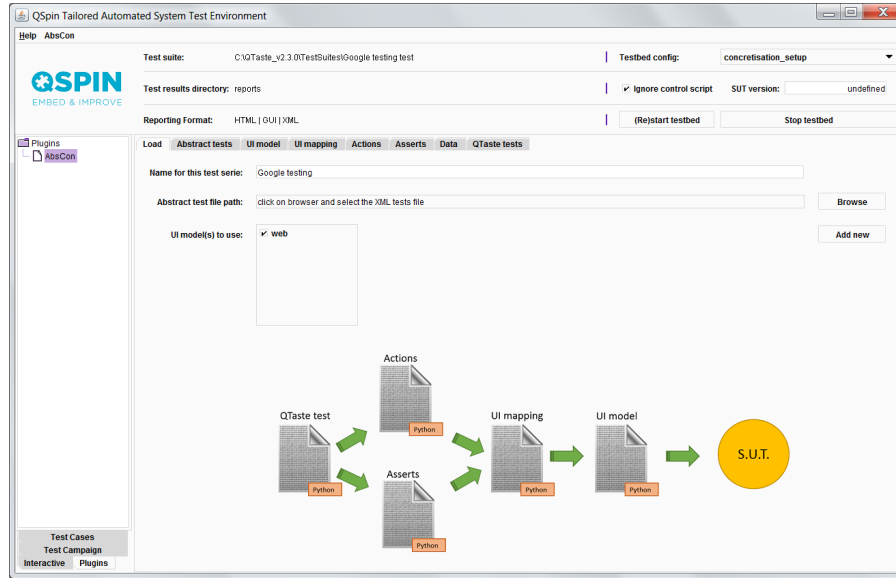 QSpin Tailored Automated System Test Environment
Help AbsCon
QSPIN
EMBED & IMPROVE
Test suite: C:\QTaste_v2.3.0\TestSuites\Google testing test
Testbed config: concretisation_setup
Test results directory: reports
Ignore control script SUT version: undefined
Reporting Format: HTML | GUI | XML
(Re)start testbed Stop testbed
Plugins
AbsCon
Load Abstract tests UI model UI mapping Actions Asserts Data QTaste tests
Name for this test serie: Google testing
Abstract test file path: click on browser and select the XML tests file Browse
UI model(s) to use: web Add new
Actions
Python
QTaste test
Python
UI mapping
Python
UI model
Python
S.U.T.
Asserts
Python
Test Cases
Test Campaign
Interactive Plugins